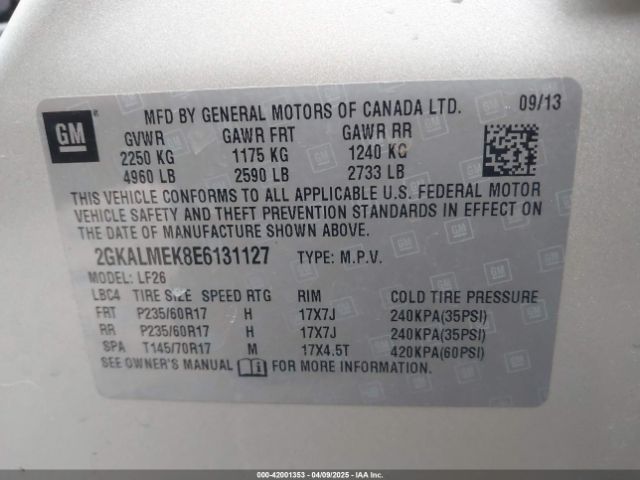 GM
MFD BY GENERAL MOTORS OF CANADA LTD. 09/13
GVWR GAWR FRT GAWR RR
2250 KG 1175 KG 1240 KG
4960 LB 2590 LB 2733 LB
THIS VEHICLE CONFORMS TO ALL APPLICABLE U.S. FEDERAL MOTOR
VEHICLE SAFETY AND THEFT PREVENTION STANDARDS IN EFFECT ON
THE DATE OF MANUFACTURE SHOWN ABOVE.
2GKALMEK8E6131127 TYPE: M.P.V.
MODEL: LF26
LBC4 TIRE SIZE SPEED RTG RIM COLD TIRE PRESSURE
FRT P235/60R17 H 17X7J 240KPA(35PSI)
RR P235/60R17 H 17X7J 240KPA(35PSI)
SPA T145/70R17 M 17X4.5T 420KPA(60PSI)
SEE OWNER'S MANUAL FOR MORE INFORMATION.
000-42001353 - 04/09/2025 - IAANCC